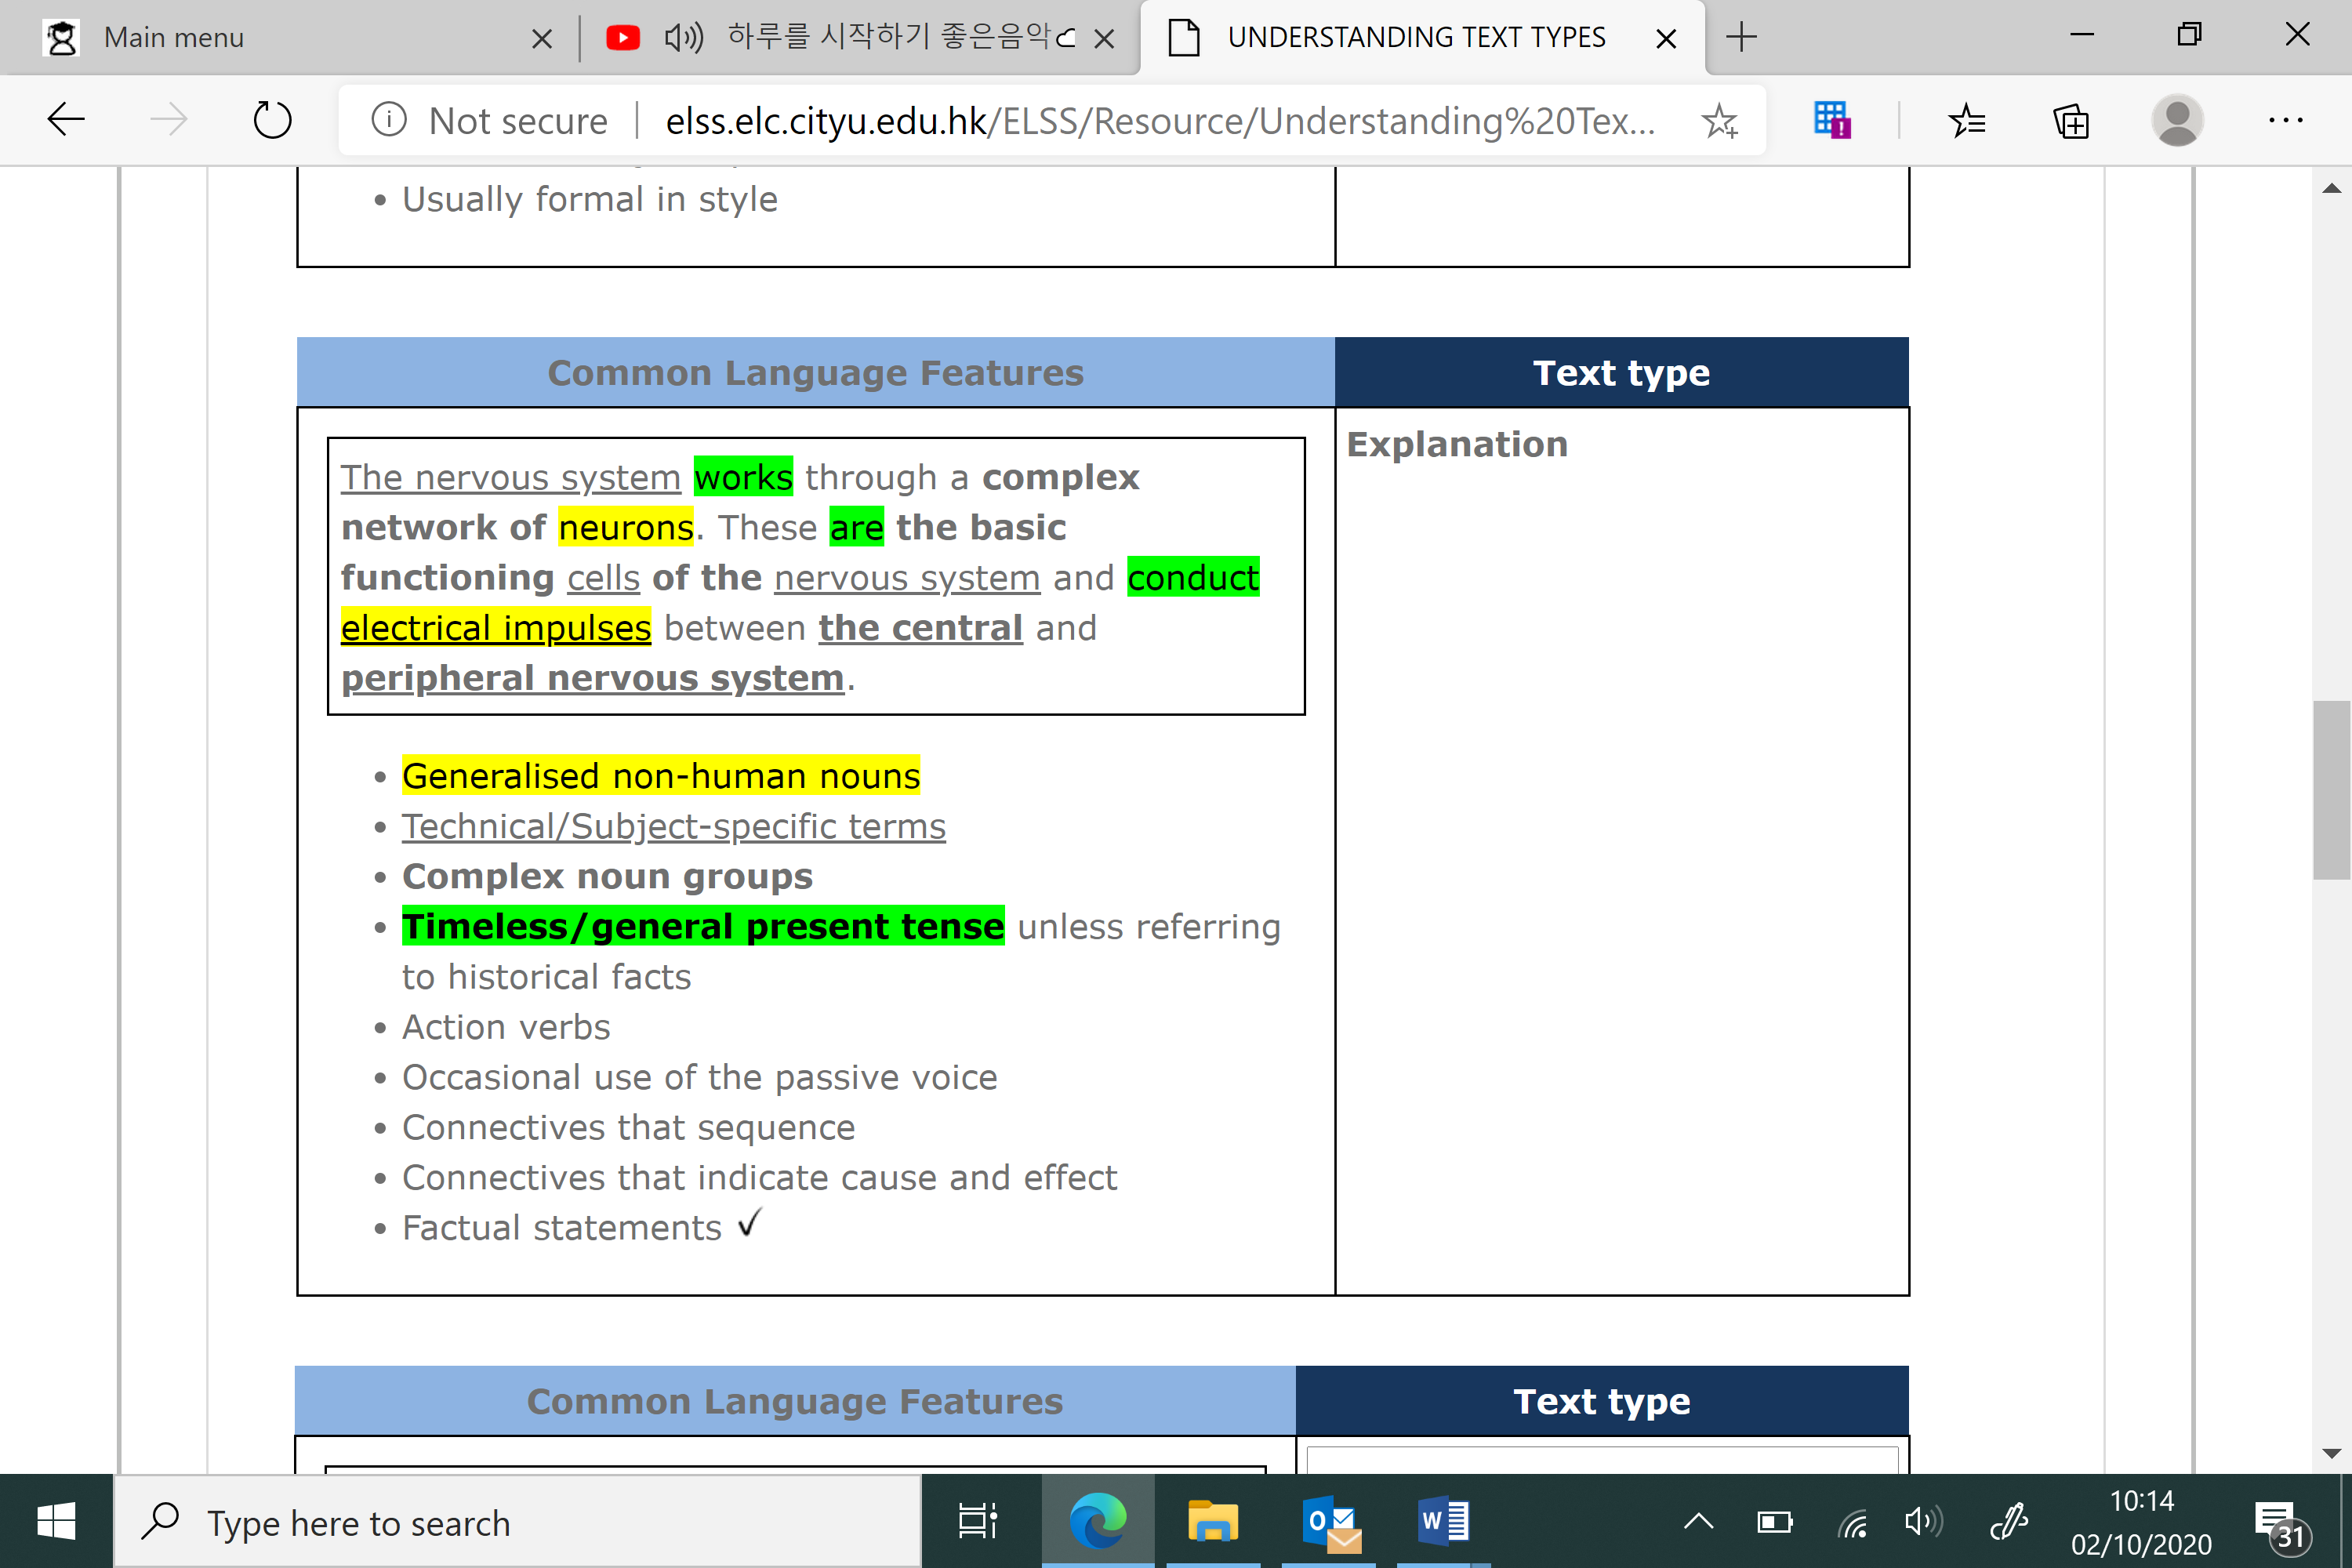 Main menu
하루를 시작하기 좋은음악
UNDERSTANDING TEXT TYPES
Not secure
elss.elc.cityu.edu.hk/ELSS/Resource/Understanding%20Tex...
• Usually formal in style
Common Language Features
Text type
The nervous system works through a complex
network of neurons. These are the basic
functioning cells of the nervous system and conduct
electrical impulses between the central and
peripheral nervous system.
Explanation
• Generalised non-human nouns
• Technical/Subject-specific terms
• Complex noun groups
• Timeless/general present tense unless referring
to historical facts
• Action verbs
• Occasional use of the passive voice
• Connectives that sequence
• Connectives that indicate cause and effect
• Factual statements ✓
Common Language Features
Text type
Type here to search
10:14
02/10/2020
31